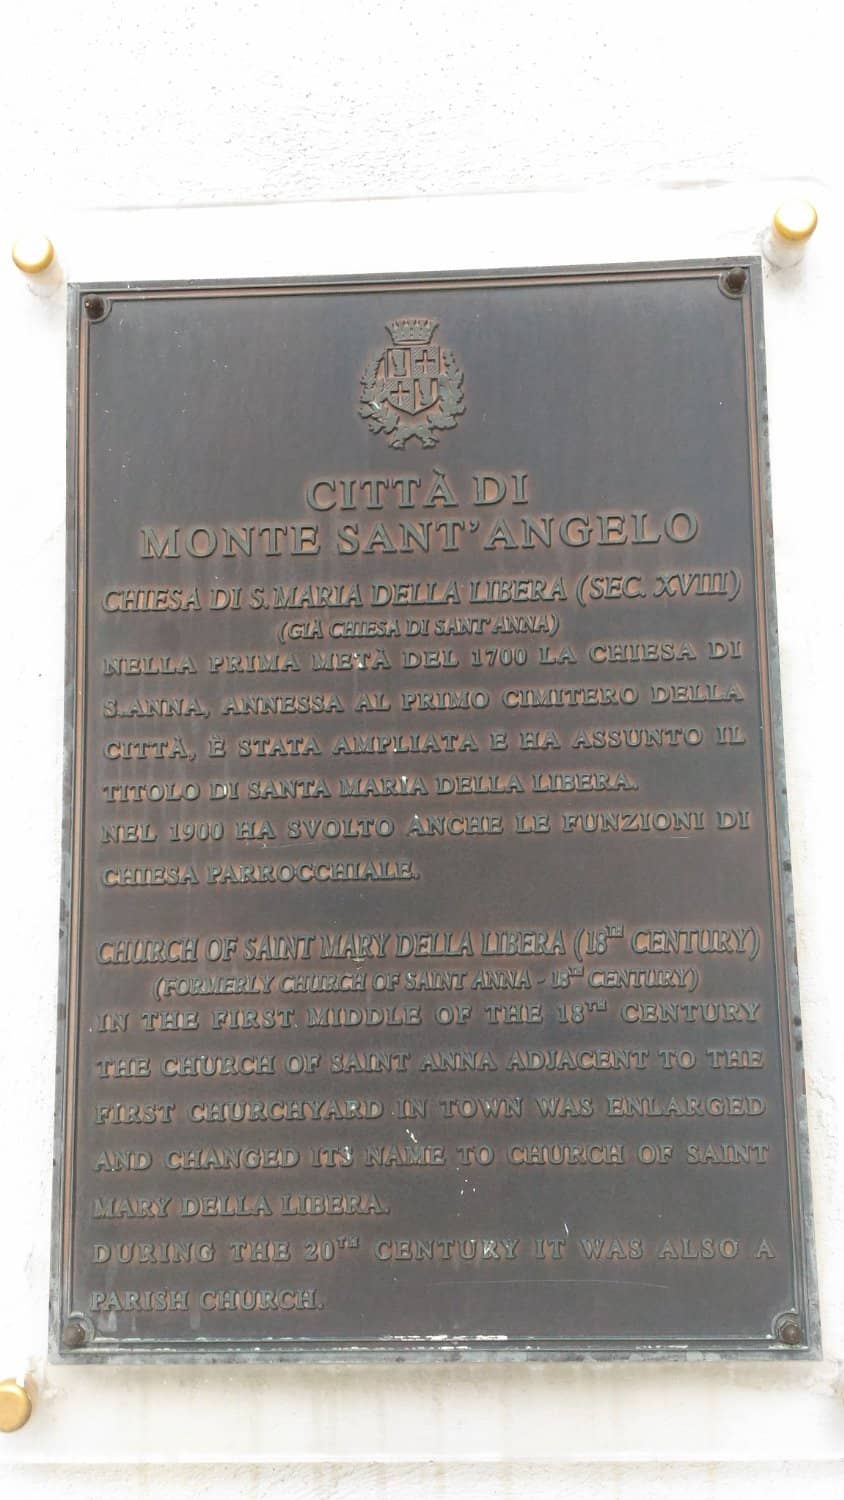 CITTÀ DI
MONTE SANT'ANGELO
CHIESA DI S. MARIA DELLA LIBERA (SEC. XVIII)
(GIÀ CHIESA DI SANT'ANNA)
NELLA PRIMA METÀ DEL 1700 LA CHIESA DI
S. ANNA, ANNESSA AL PRIMO CIMITERO DELLA
CITTÀ, È STATA AMPLIATA E HA ASSUNTO IL
TITOLO DI SANTA MARIA DELLA LIBERA.
NEL 1900 HA SVOLTO ANCHE LE FUNZIONI DI
CHIESA PARROCCHIALE.
CHURCH OF SAINT MARY DELLA LIBERA (18TH CENTURY)
(FORMERLY CHURCH OF SAINT ANNA - 18TH CENTURY)
IN THE FIRST MIDDLE OF THE 18TH CENTURY
THE CHURCH OF SAINT ANNA ADJACENT TO THE
FIRST CHURCHYARD IN TOWN WAS ENLARGED
AND CHANGED ITS NAME TO CHURCH OF SAINT
MARY DELLA LIBERA.
DURING THE 20TH CENTURY IT WAS ALSO A
PARISH CHURCH.